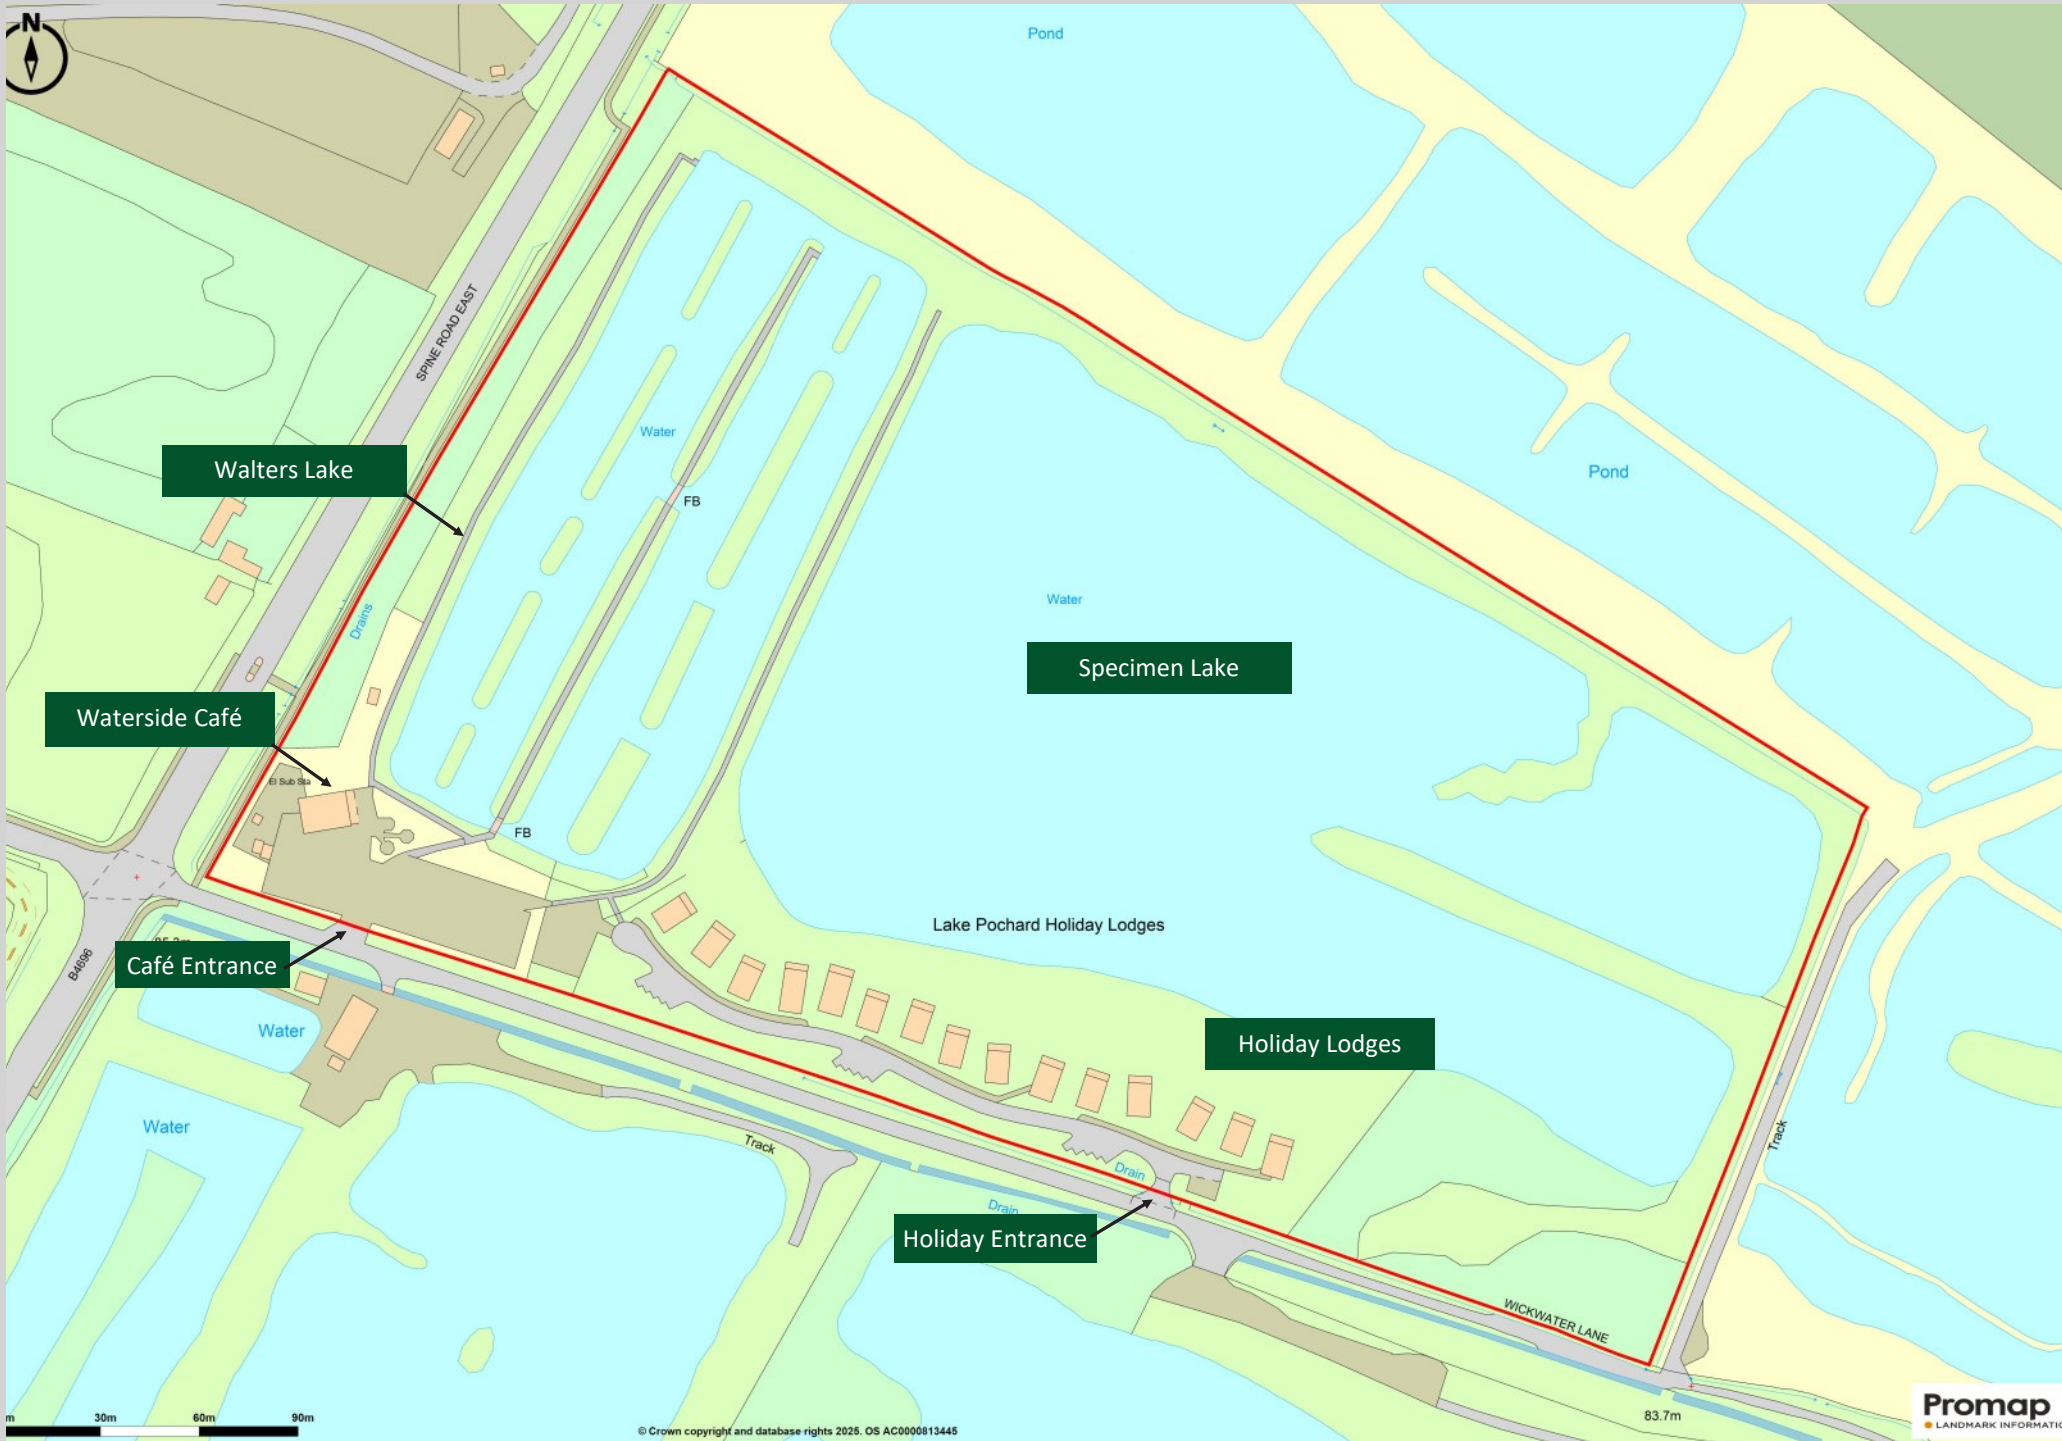 N
Pond
SPINE ROAD EAST
Water
Walters Lake
FB
Pond
Water
Drains
Specimen Lake
Waterside Café
El Sub Sta
FB
Lake Pochard Holiday Lodges
B4696
Café Entrance
Water
Holiday Lodges
Water
Track
Track
Drain
Drain
Holiday Entrance
WICKWATER LANE
30m 60m 90m
83.7m
Promap
LANDMARK INFORMATIO
© Crown copyright and database rights 2025. OS AC0000813445